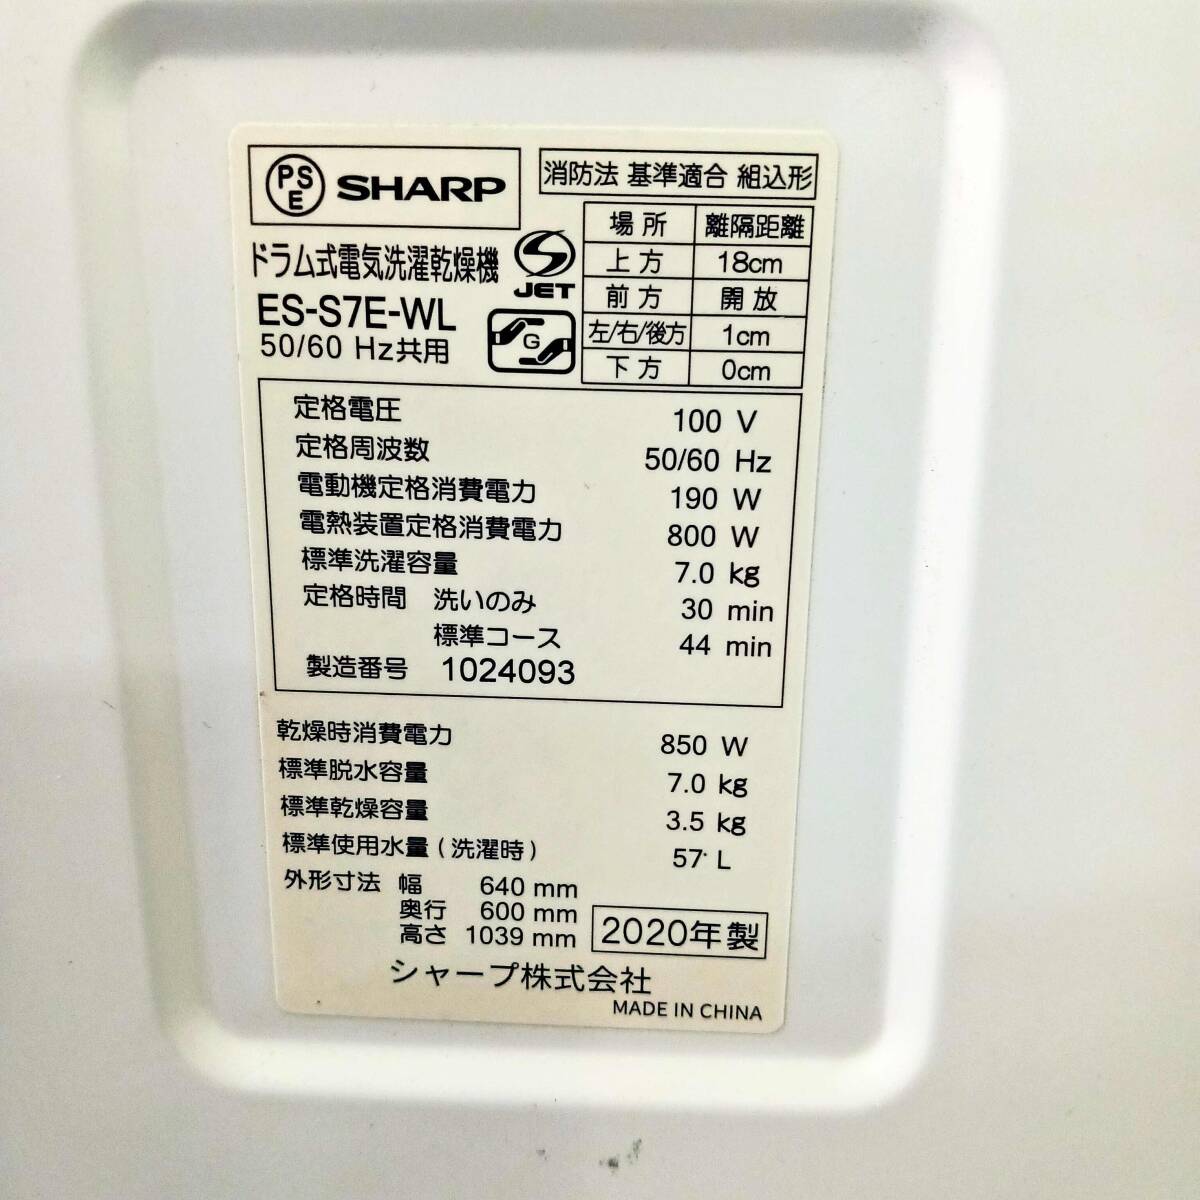 PSE SHARP
消防法 基準適合 組込形
場所 離隔距離
上方 18cm
前方 開放
左/右/後方 1cm
下方 0cm
ドラム式電気洗濯乾燥機
JET
ES-S7E-WL
G
50/60 Hz共用
定格電圧 100 V
定格周波数 50/60 Hz
電動機定格消費電力 190 W
電熱装置定格消費電力 800 W
標準洗濯容量 7.0 kg
定格時間 洗いのみ 30 min
標準コース 44 min
製造番号 1024093
乾燥時消費電力 850 W
標準脱水容量 7.0 kg
標準乾燥容量 3.5 kg
標準使用水量(洗濯時) 57 L
外形寸法 幅 640 mm
奥行 600 mm
高さ 1039 mm
2020年製
シャープ株式会社
MADE IN CHINA